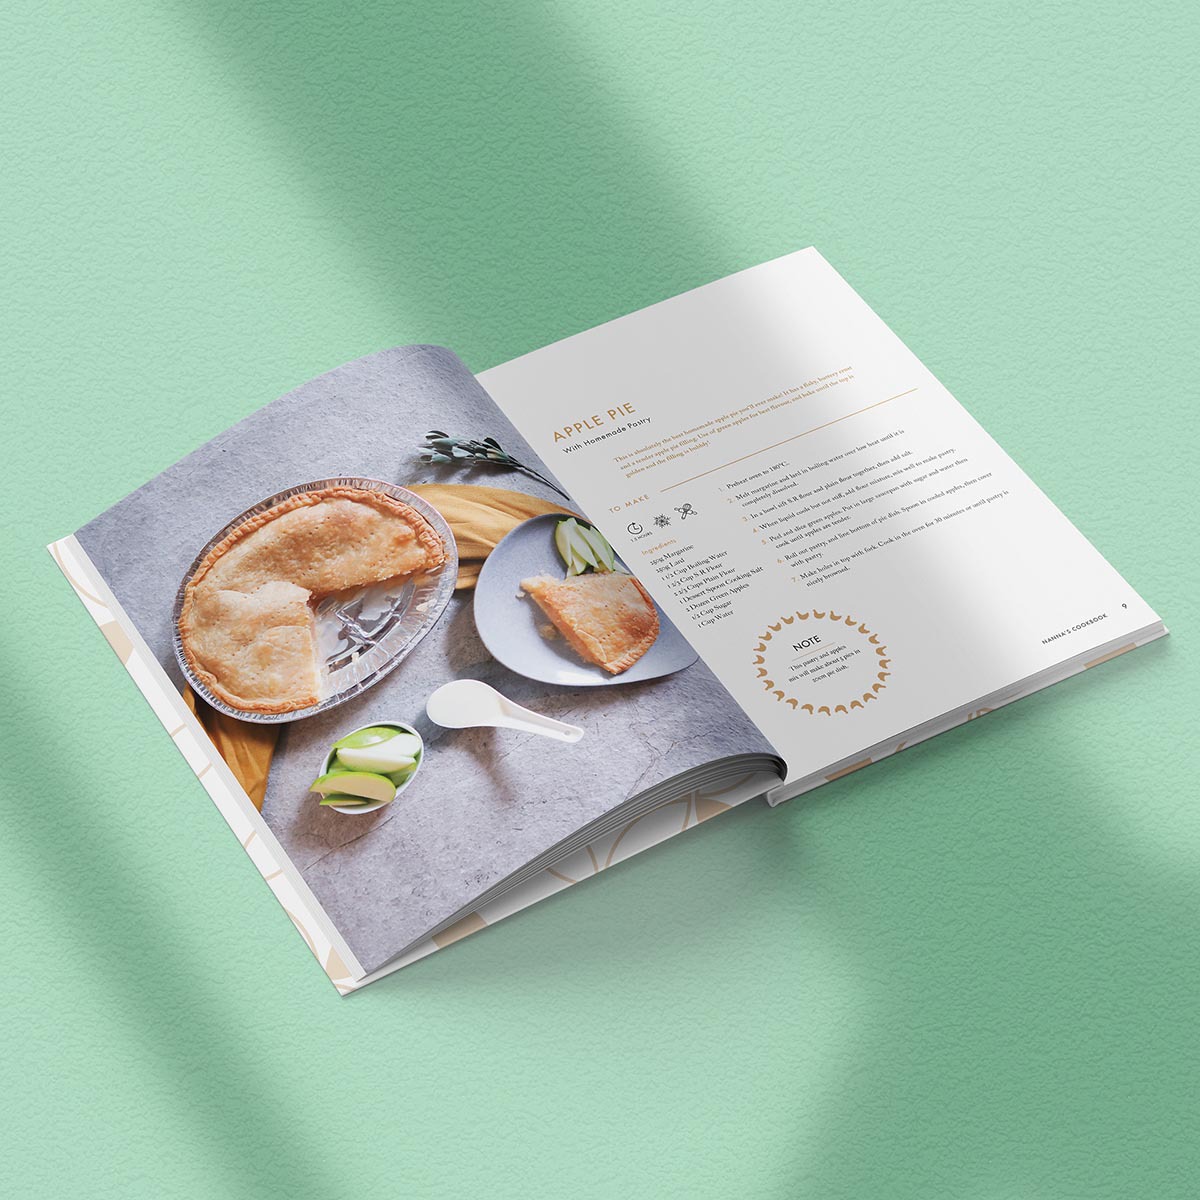 APPLE PIE
With Homemade Pastry
This is absolutely the best homemade apple pie you'll ever make! It has a flaky, buttery crust
and a tender apple pie filling. Use of green apples for best flavour, and bake until the top is
golden and the filling is bubbly!
TO MAKE
1.5 HOURS
Ingredients
250g Margarine
250g Lard
1 1/2 Cup Boiling Water
1 2/3 Cup S.R Flour
2 2/3 Cups Plain Flour
1 Dessert Spoon Cooking Salt
2 Dozen Green Apples
1/2 Cup Sugar
1 Cup Water
1. Preheat oven to 180°C.
2. Melt margarine and lard in boiling water over low heat until it is
completely dissolved.
3. In a bowl sift S.R flour and plain flour together, then add salt.
4. When liquid cools but not stiff, add flour mixture, mix well to make pastry.
5. Peel and slice green apples. Put in large saucepan with sugar and water then
cook until apples are tender.
6. Roll out pastry, and line bottom of pie dish. Spoon in cooled apples, then cover
with pastry.
7. Make holes in top with fork. Cook in the oven for 30 minutes or until pastry is
nicely browned.
NOTE
This pastry and apples
mix will make about 5 pies in
20cm pie dish.
NANNA'S COOKBOOK
9